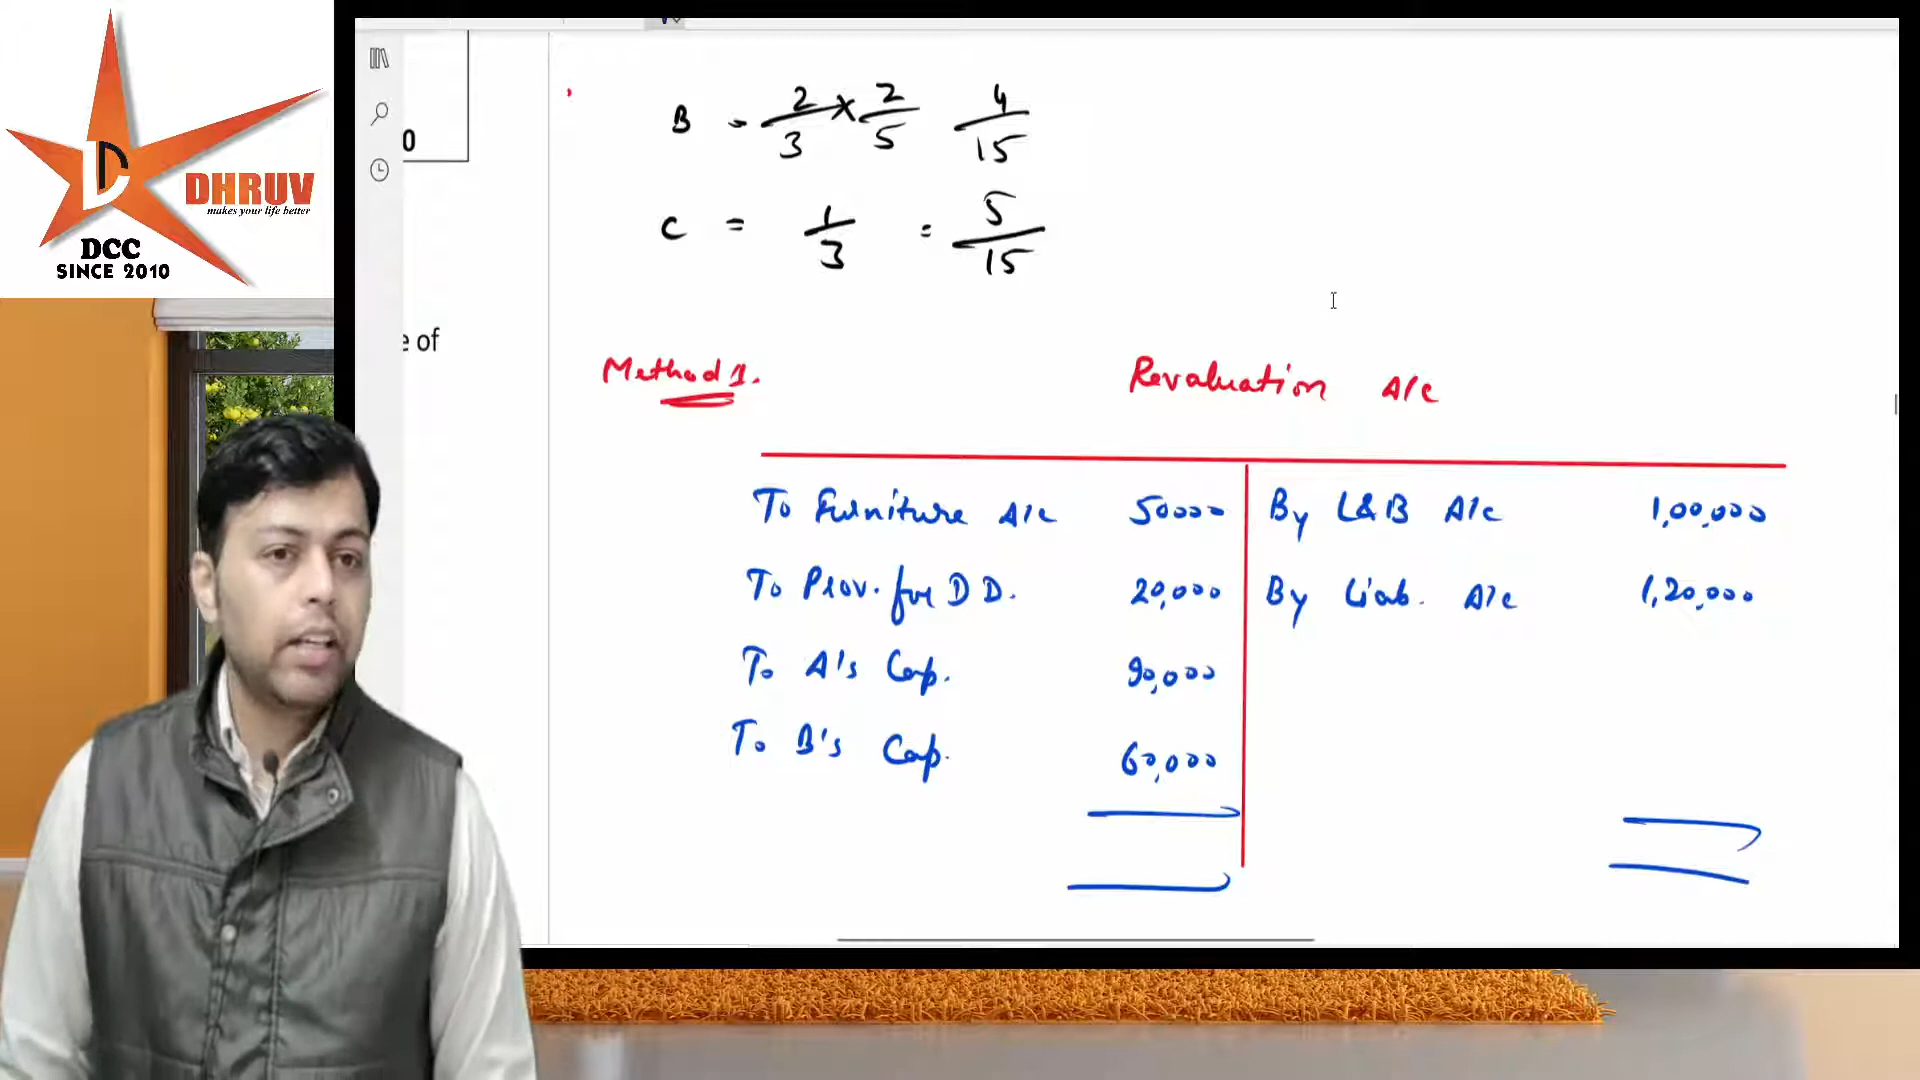 DHRUV
makes your life better
DCC
SINCE 2010
0
e of
B = 2/3 × 2/5 4/15
C = 1/3 = 5/15
Method 1.
Revaluation A/c
To Furniture A/c 50000 By L&B A/c 1,00,000
To Prov. for D D. 20,000 By Liab. A/c 1,20,000
To A's Cap. 90,000
To B's Cap. 60,000